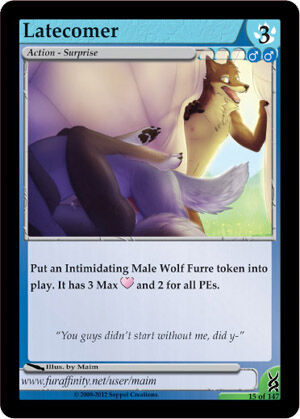 Latecomer 3
Action - Surprise
Put an Intimidating Male Wolf Furre token into
play. It has 3 Max and 2 for all PEs.
"You guys didn't start without me, did y-"
Illus. by Maim
www.furaffinity.net/user/maim
© 2009-2012 Seppel Creations.
15 of 147